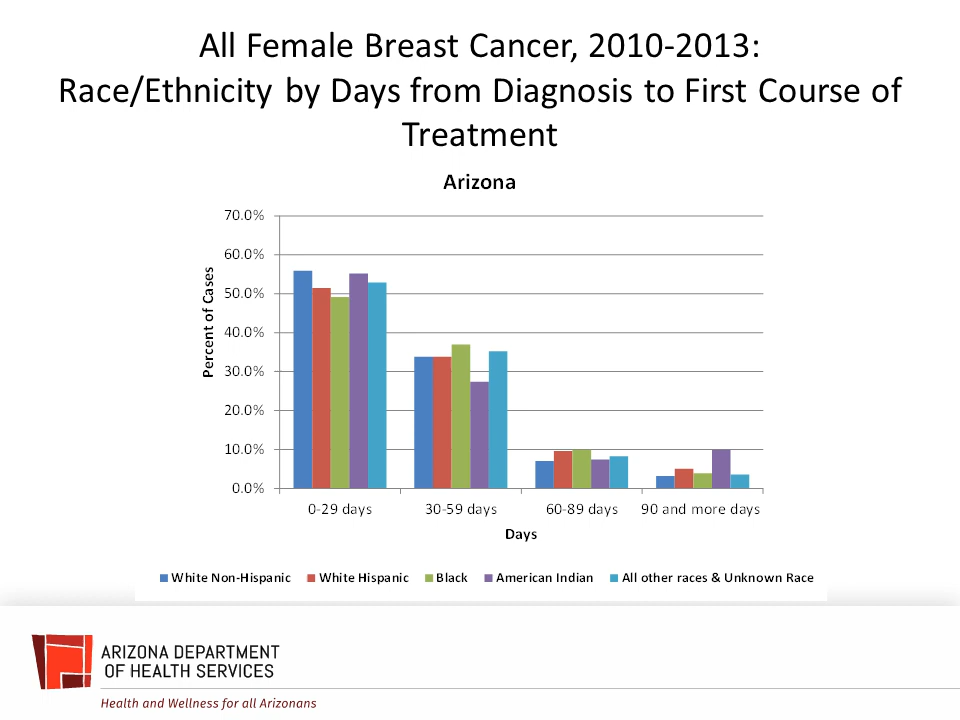 All Female Breast Cancer, 2010-2013:
Race/Ethnicity by Days from Diagnosis to First Course of
Treatment
Arizona
70.0%
60.0%
50.0%
40.0%
30.0%
20.0%
10.0%
0.0%
Percent of Cases
0-29 days 30-59 days 60-89 days 90 and more days
Days
White Non-Hispanic White Hispanic Black American Indian All other races & Unknown Race
ARIZONA DEPARTMENT
OF HEALTH SERVICES
Health and Wellness for all Arizonans